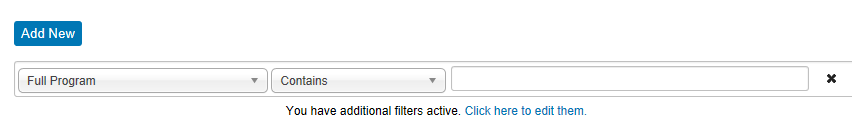 Add New
Full Program Contains
You have additional filters active. Click here to edit them.